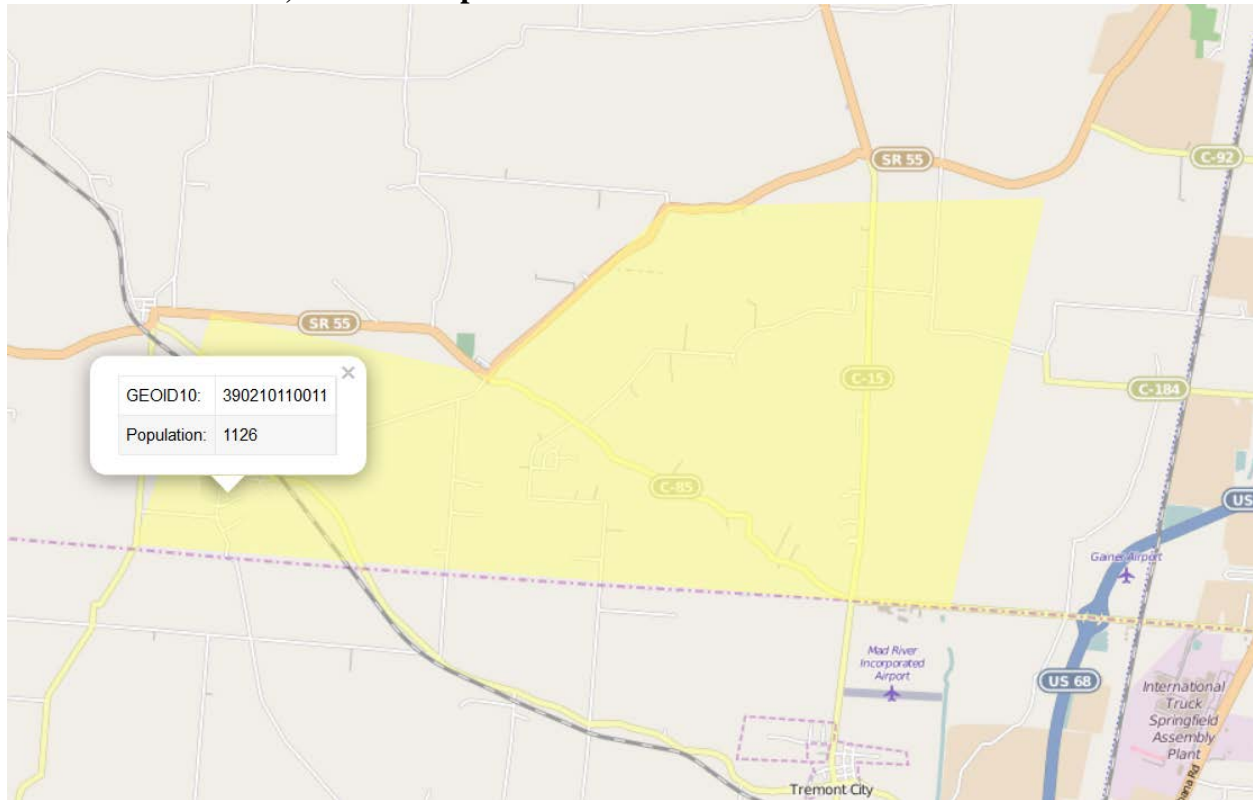 SR 55
C-92
SR 55
×
GEOID10: 390210110011
Population: 1126
C-15
C-184
C-85
US
Gainer Airport
Mad River
Incorporated
Airport
US 68
International
Truck
Springfield
Assembly
Plant
Tremont City